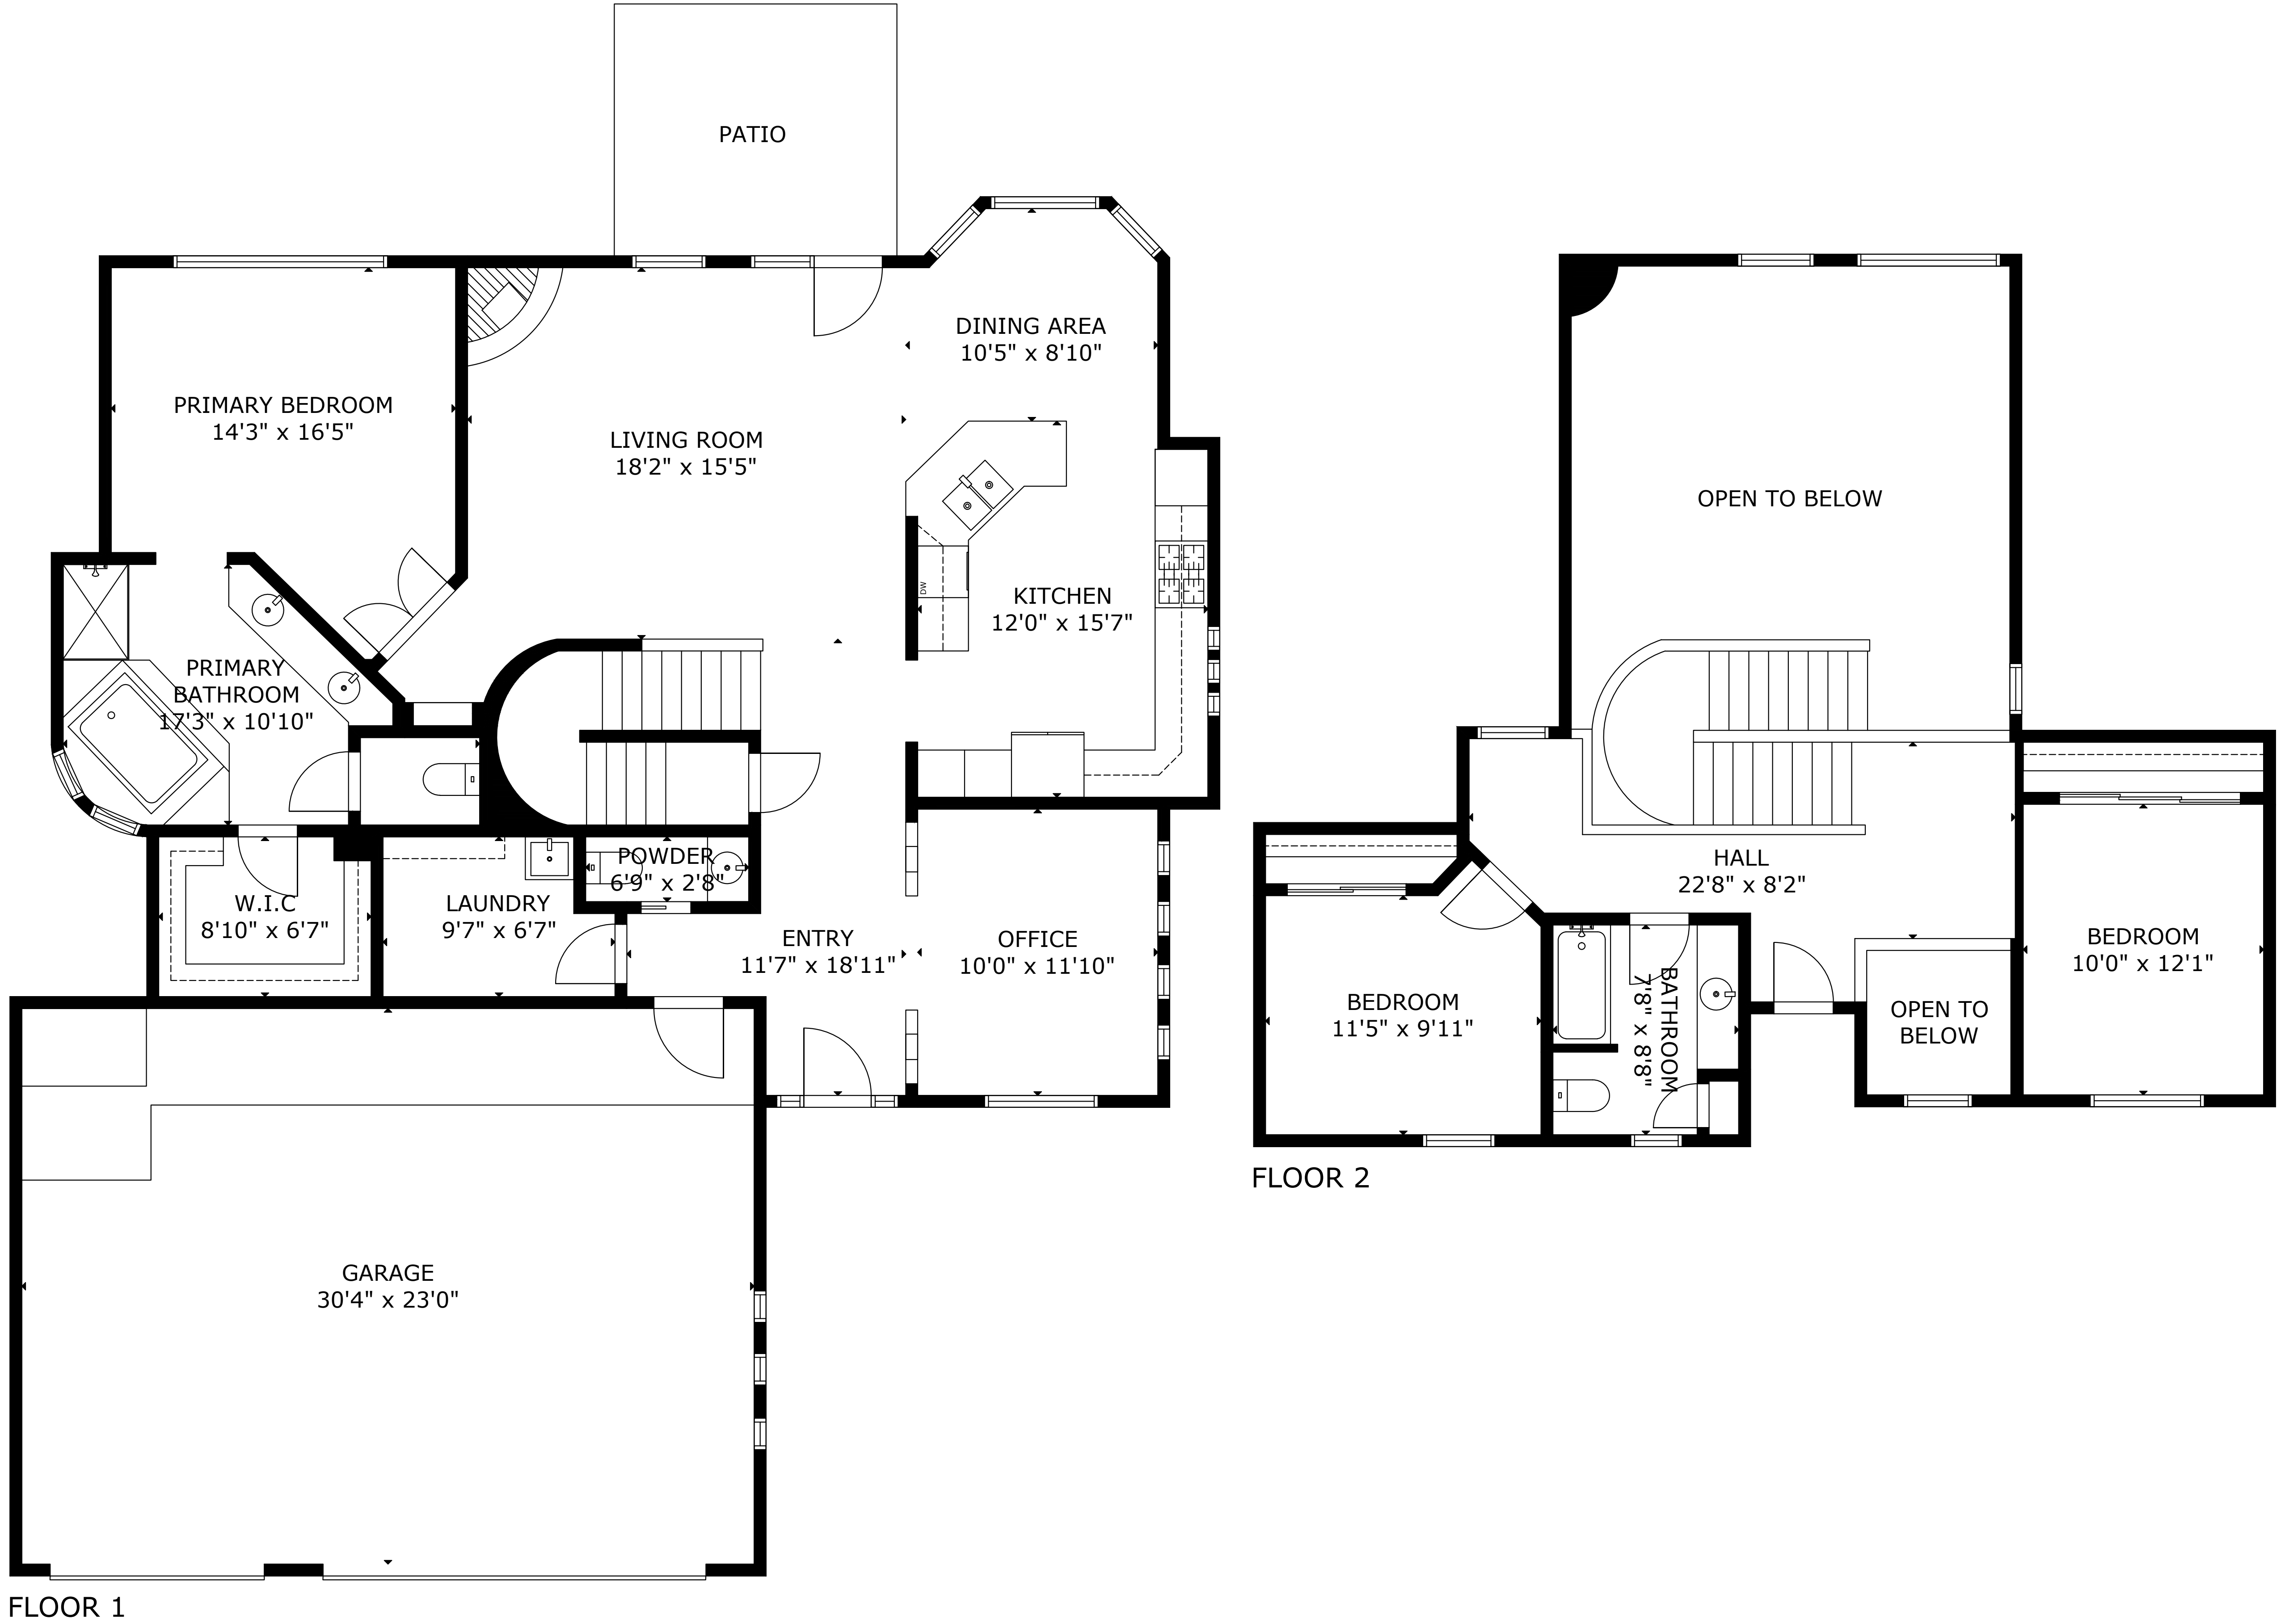 PATIO
DINING AREA
10'5" x 8'10"
PRIMARY BEDROOM
14'3" x 16'5"
LIVING ROOM
18'2" x 15'5"
DW
KITCHEN
12'0" x 15'7"
PRIMARY
BATHROOM
17'3" x 10'10"
POWDER
6'9" x 2'8"
W.I.C
8'10" x 6'7"
LAUNDRY
9'7" x 6'7"
ENTRY
11'7" x 18'11"
OFFICE
10'0" x 11'10"
GARAGE
30'4" x 23'0"
FLOOR 1
OPEN TO BELOW
HALL
22'8" x 8'2"
BEDROOM
10'0" x 12'1"
BEDROOM
11'5" x 9'11"
BATHROOM
7'8" x 8'8"
OPEN TO
BELOW
FLOOR 2